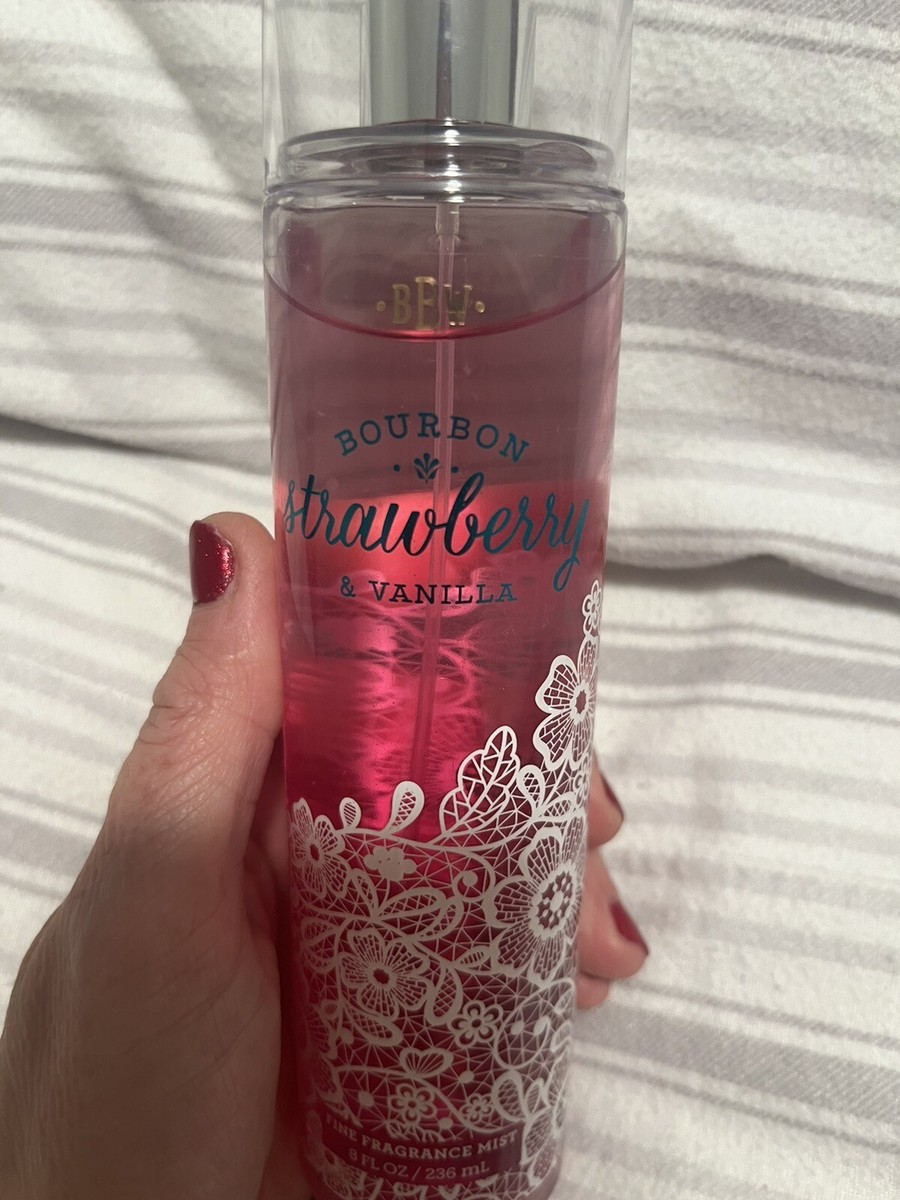 ·BBW·
BOURBON
strawberry
& VANILLA
FINE FRAGRANCE MIST
8 FL OZ / 236 mL